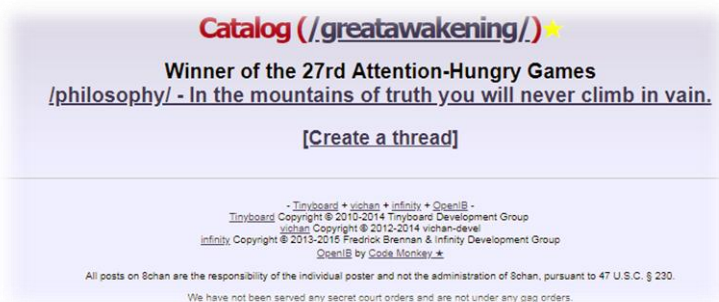 Catalog (/greatawakening/)★
Winner of the 27rd Attention-Hungry Games
/philosophy/ - In the mountains of truth you will never climb in vain.
[Create a thread]
- Tinyboard + vichan + infinity + OpenIB -
Tinyboard Copyright © 2010-2014 Tinyboard Development Group
vichan Copyright © 2012-2014 vichan-devel
infinity Copyright © 2013-2015 Fredrick Brennan & Infinity Development Group
OpenIB by Code Monkey ★
All posts on 8chan are the responsibility of the individual poster and not the administration of 8chan, pursuant to 47 U.S.C. § 230.
We have not been served any secret court orders and are not under any gag orders.